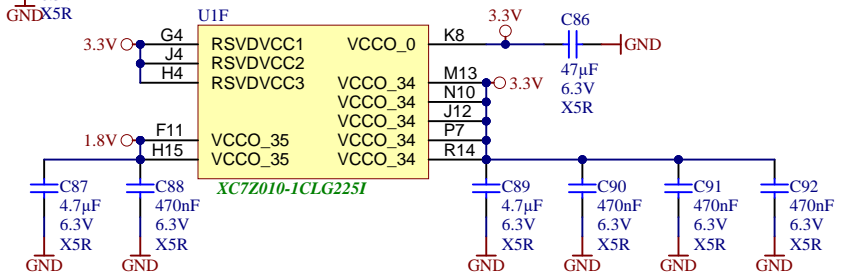 GND X5R
U1F
3.3V
C86
3.3V G4 RSVDVCC1 VCCO_0 K8 GND
J4 RSVDVCC2
H4 RSVDVCC3 VCCO_34 M13 3.3V 47µF
VCCO_34 N10 6.3V
VCCO_34 J12 X5R
1.8V F11 VCCO_35 VCCO_34 P7
H15 VCCO_35 VCCO_34 R14
XC7Z010-1CLG225I
C87 C88 C89 C90 C91 C92
4.7µF 470nF 4.7µF 470nF 470nF 470nF
6.3V 6.3V 6.3V 6.3V 6.3V 6.3V
X5R X5R X5R X5R X5R X5R
GND GND GND GND GND GND